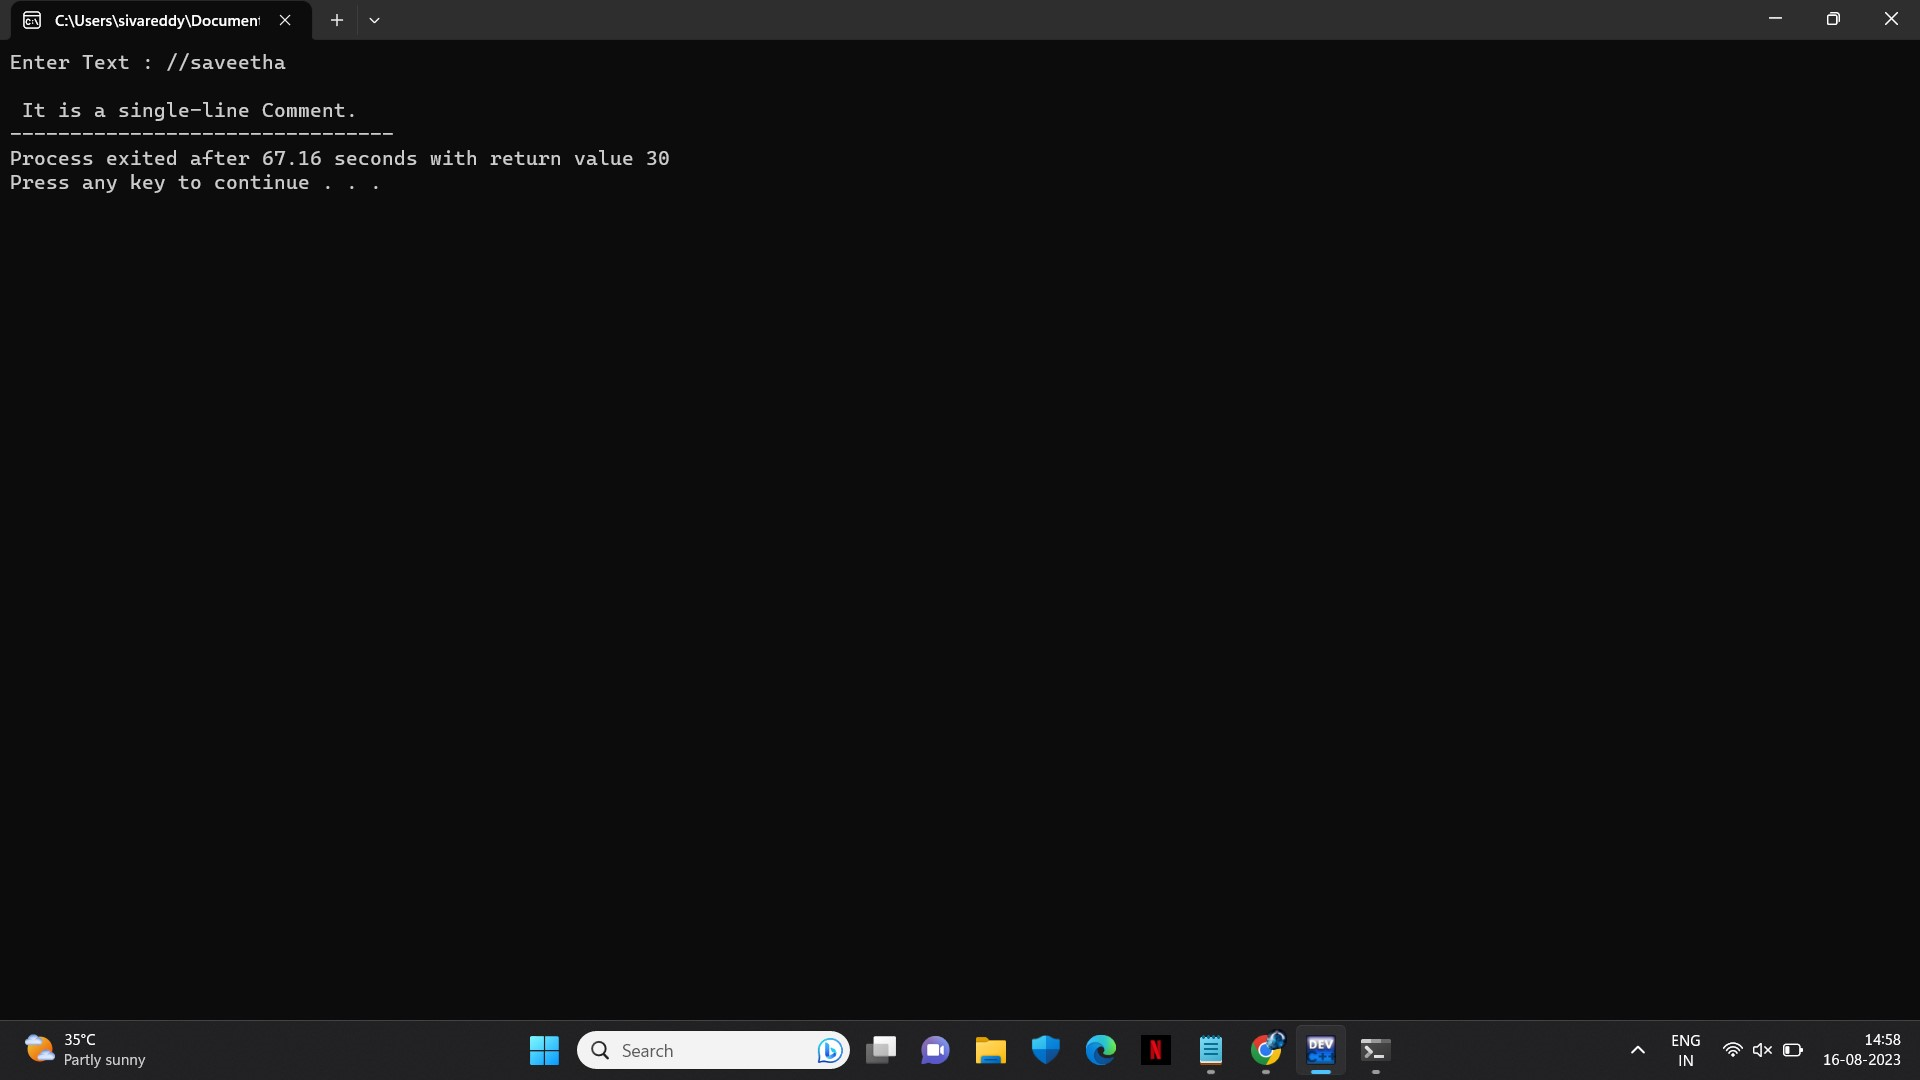 C:\Users\sivareddy\Document
Enter Text : //saveetha
It is a single-line Comment.
--------------------------------
Process exited after 67.16 seconds with return value 30
Press any key to continue . . .
35°C
Partly sunny
Search
N
DEV
C++
ENG
IN
14:58
16-08-2023